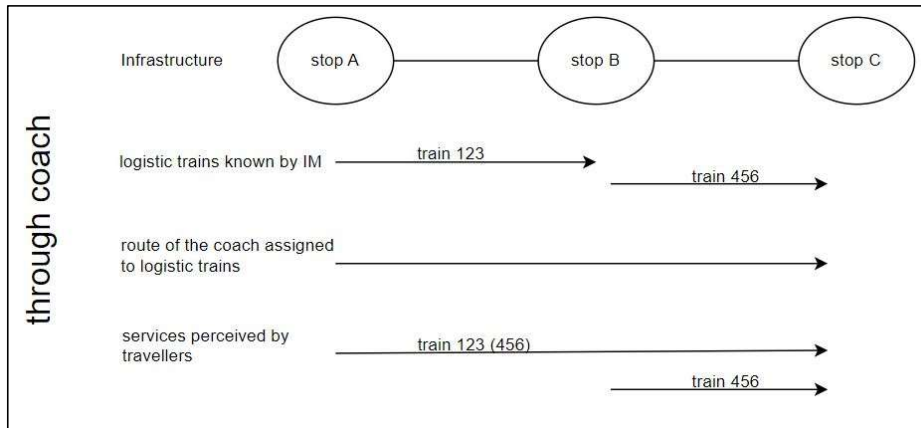 through coach
Infrastructure
stop A
stop B
stop C
logistic trains known by IM
train 123
train 456
route of the coach assigned
to logistic trains
services perceived by
travellers
train 123 (456)
train 456